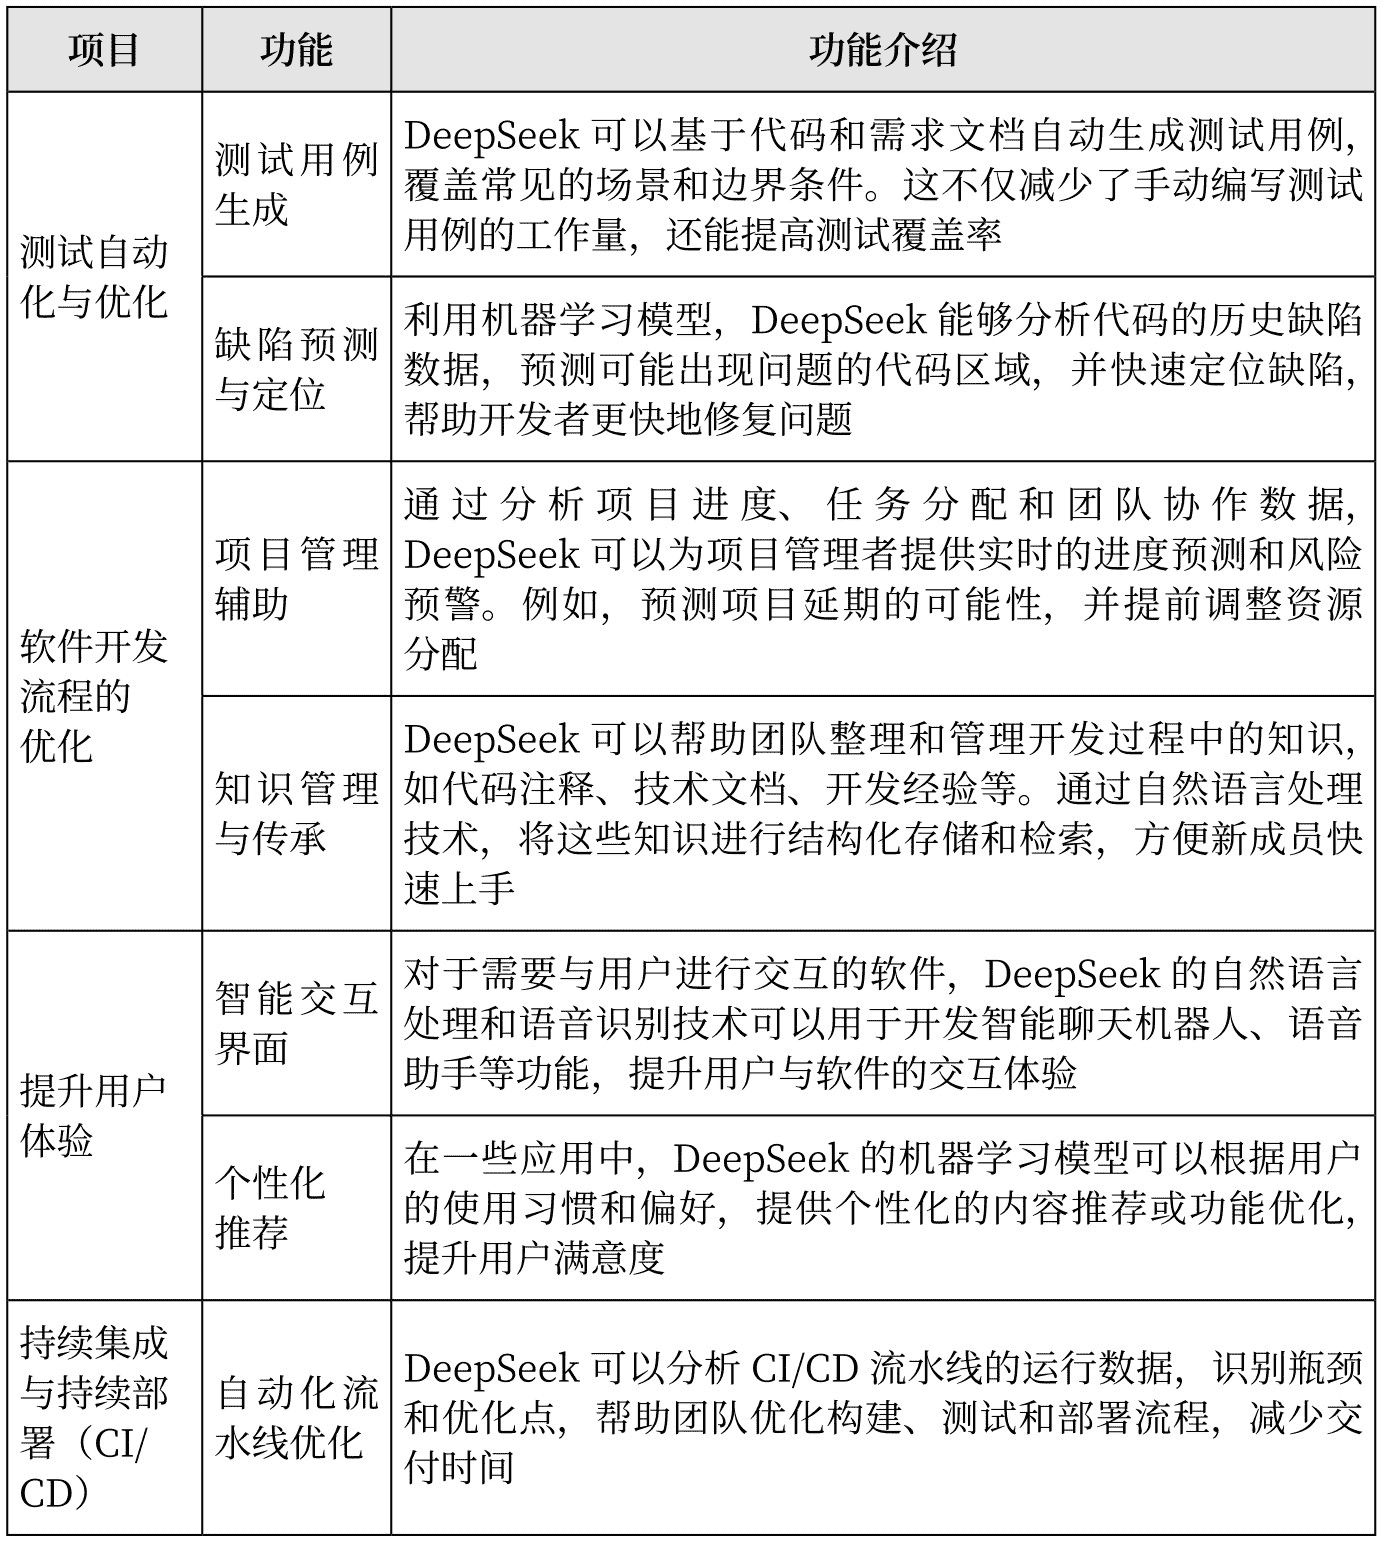 项目
功能
功能介绍
测试自动
化与优化
测试用例
生成
DeepSeek 可以基于代码和需求文档自动生成测试用例，
覆盖常见的场景和边界条件。这不仅减少了手动编写测试
用例的工作量，还能提高测试覆盖率
缺陷预测
与定位
利用机器学习模型，DeepSeek 能够分析代码的历史缺陷
数据，预测可能出现问题的代码区域，并快速定位缺陷，
帮助开发者更快地修复问题
软件开发
流程的
优化
项目管理
辅助
通过分析项目进度、任务分配和团队协作数据，
DeepSeek 可以为项目管理者提供实时的进度预测和风险
预警。例如，预测项目延期的可能性，并提前调整资源
分配
知识管理
与传承
DeepSeek 可以帮助团队整理和管理开发过程中的知识，
如代码注释、技术文档、开发经验等。通过自然语言处理
技术，将这些知识进行结构化存储和检索，方便新成员快
速上手
提升用户
体验
智能交互
界面
对于需要与用户进行交互的软件，DeepSeek 的自然语言
处理和语音识别技术可以用于开发智能聊天机器人、语音
助手等功能，提升用户与软件的交互体验
个性化
推荐
在一些应用中，DeepSeek 的机器学习模型可以根据用户
的使用习惯和偏好，提供个性化的内容推荐或功能优化，
提升用户满意度
持续集成
与持续部
署（CI/
CD）
自动化流
水线优化
DeepSeek 可以分析 CI/CD 流水线的运行数据，识别瓶颈
和优化点，帮助团队优化构建、测试和部署流程，减少交
付时间